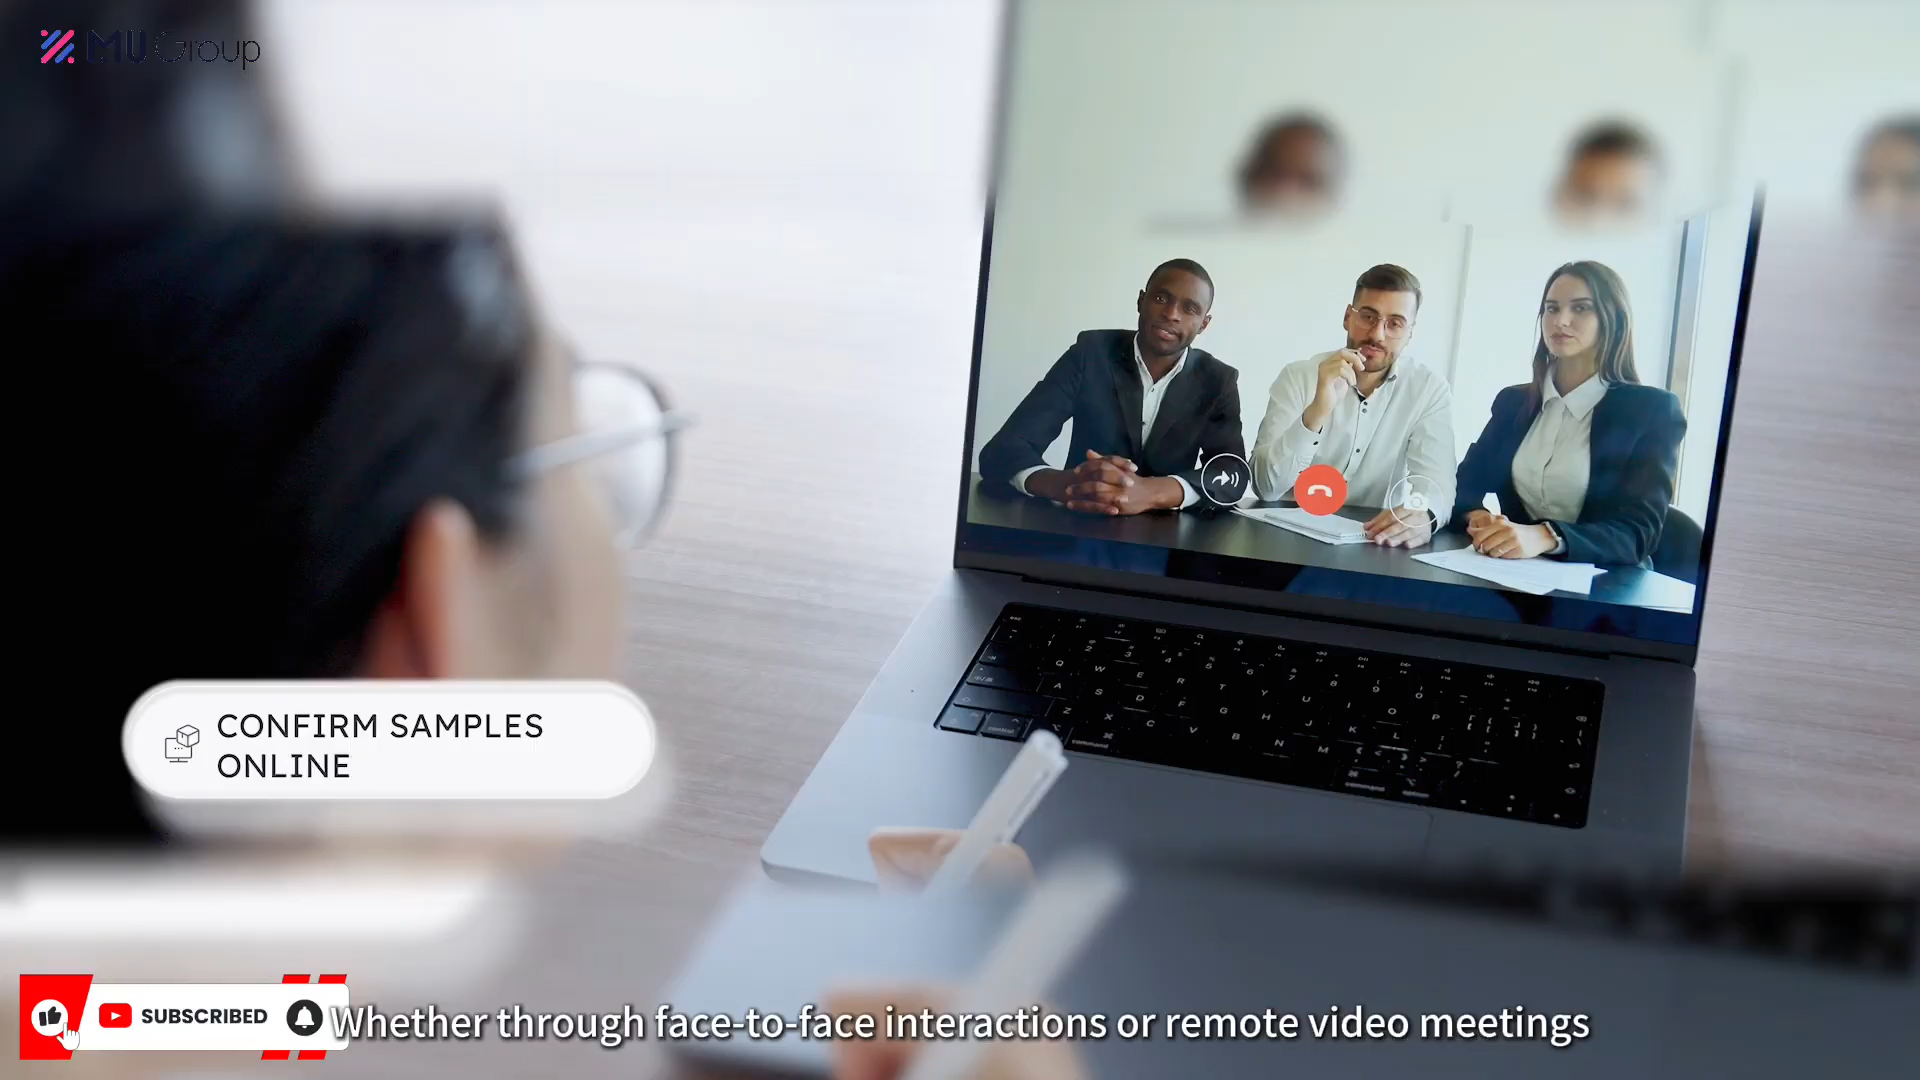 MU Group
CONFIRM SAMPLES
ONLINE
SUBSCRIBED
Whether through face-to-face interactions or remote video meetings